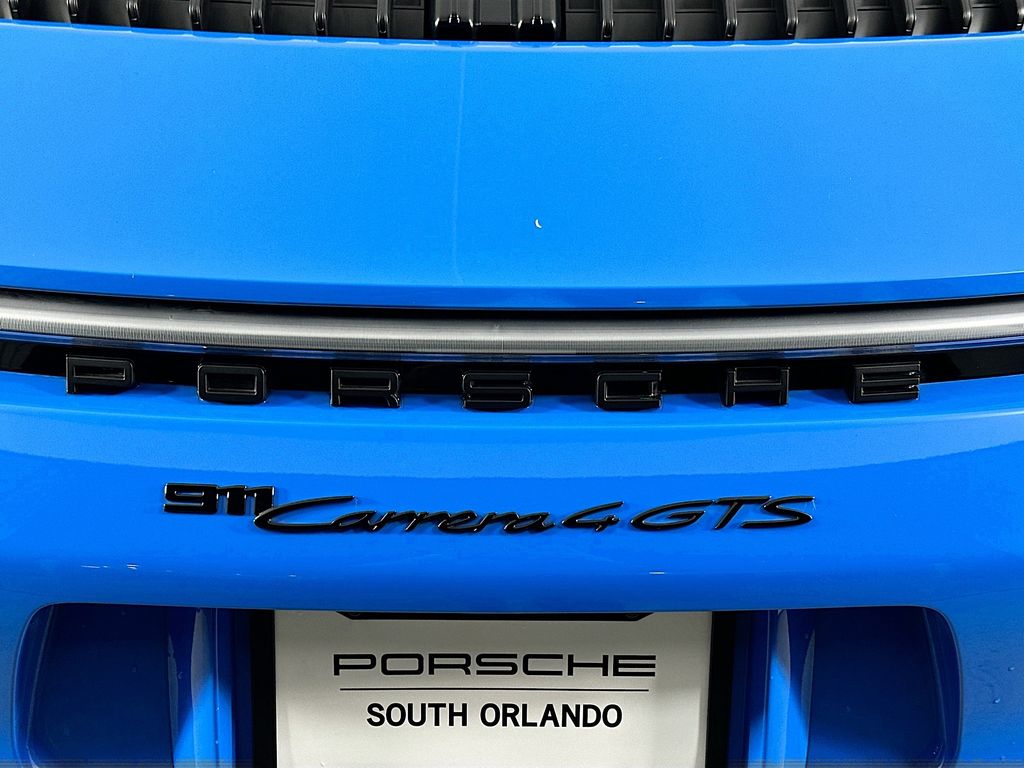 PORSCHE
911 Carrera 4 GTS
PORSCHE
SOUTH ORLANDO